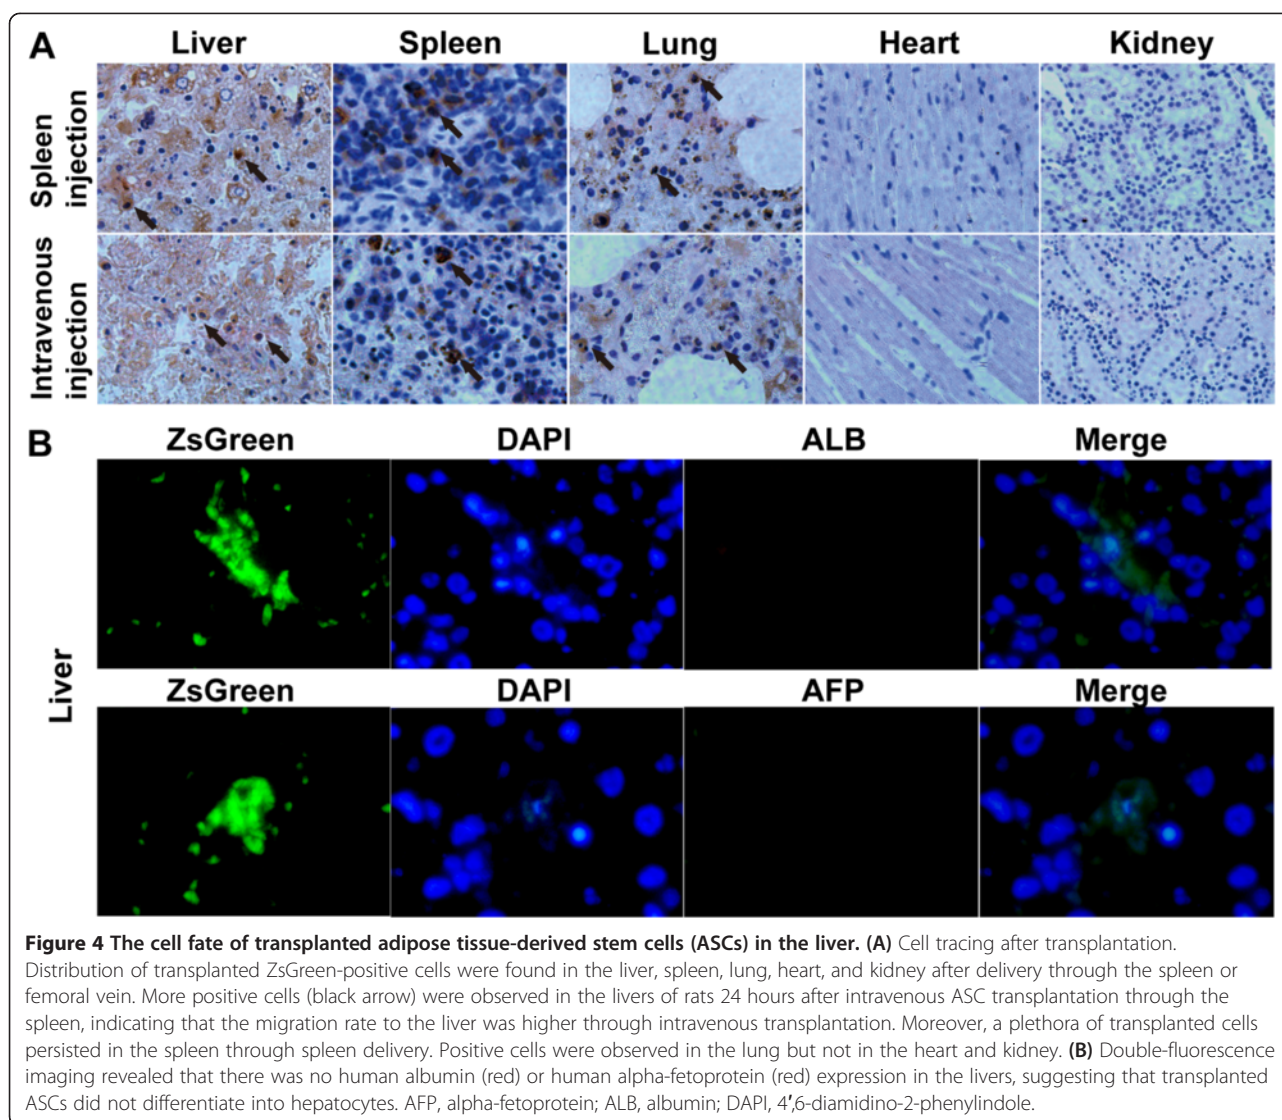 A
Liver Spleen Lung Heart Kidney
Spleen
injection
Intravenous
injection
B
ZsGreen DAPI ALB Merge
Liver
ZsGreen DAPI AFP Merge
Figure 4 The cell fate of transplanted adipose tissue-derived stem cells (ASCs) in the liver. (A) Cell tracing after transplantation.
Distribution of transplanted ZsGreen-positive cells were found in the liver, spleen, lung, heart, and kidney after delivery through the spleen or
femoral vein. More positive cells (black arrow) were observed in the livers of rats 24 hours after intravenous ASC transplantation through the
spleen, indicating that the migration rate to the liver was higher through intravenous transplantation. Moreover, a plethora of transplanted cells
persisted in the spleen through spleen delivery. Positive cells were observed in the lung but not in the heart and kidney. (B) Double-fluorescence
imaging revealed that there was no human albumin (red) or human alpha-fetoprotein (red) expression in the livers, suggesting that transplanted
ASCs did not differentiate into hepatocytes. AFP, alpha-fetoprotein; ALB, albumin; DAPI, 4′,6-diamidino-2-phenylindole.